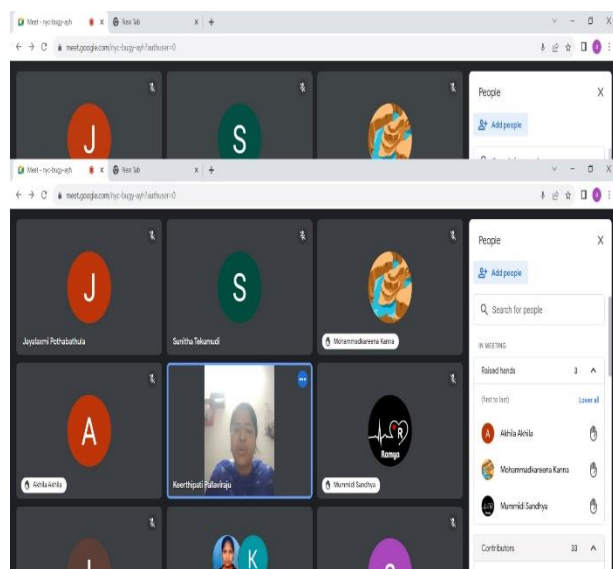 Meet - nyc-bugy-ayh
New Tab
meet.google.com/nyc-bugy-ayh?authuser=0
J
S
People
Add people
Meet - nyc-bugy-ayh
New Tab
meet.google.com/nyc-bugy-ayh?authuser=0
J
S
Jayalaxmi Pothabathula
Sunitha Tekumudi
Mohammadkareena Karina
People
Add people
Search for people
IN MEETING
Raised hands 3
(first to last) Lower all
A
R
Ramya
Akhila Akhila
Keerthipati Pallaviraju
Mummidi Sandhya
A Akhila Akhila
Mohammadkareena Karina
Mummidi Sandhya
K
Contributors 33